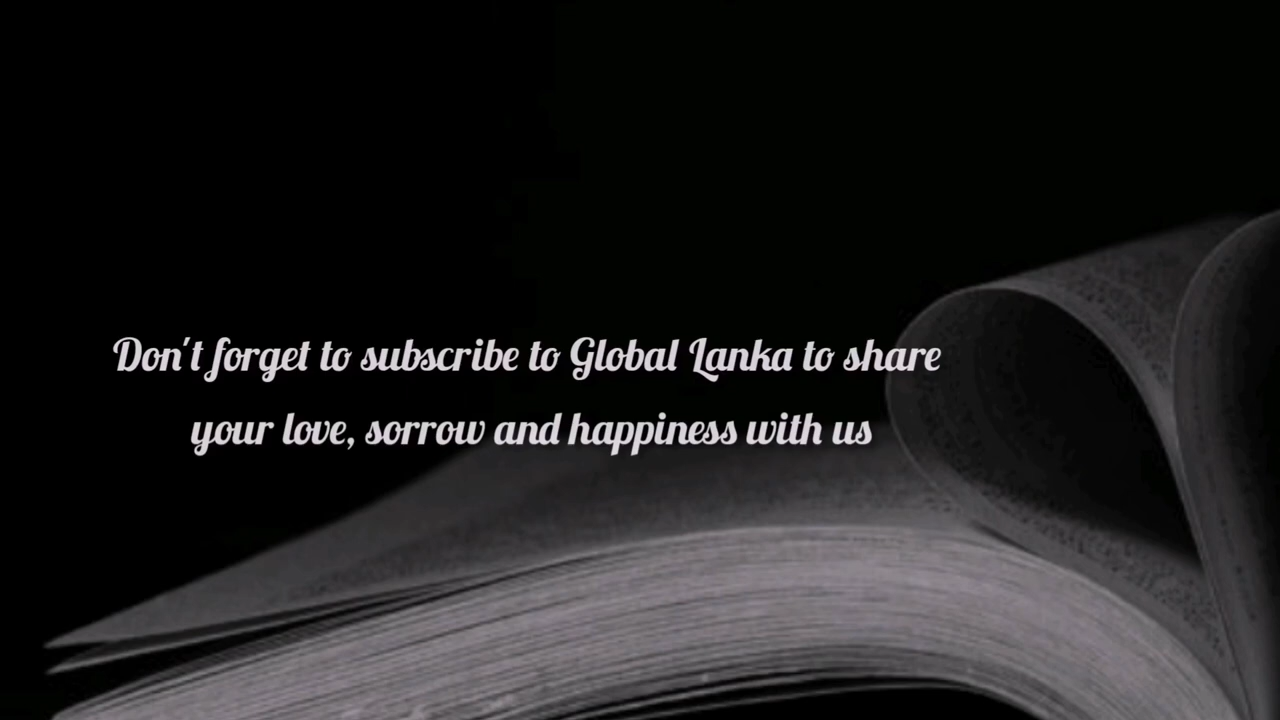 Don't forget to subscribe to Global Lanka to share
your love, sorrow and happiness with us